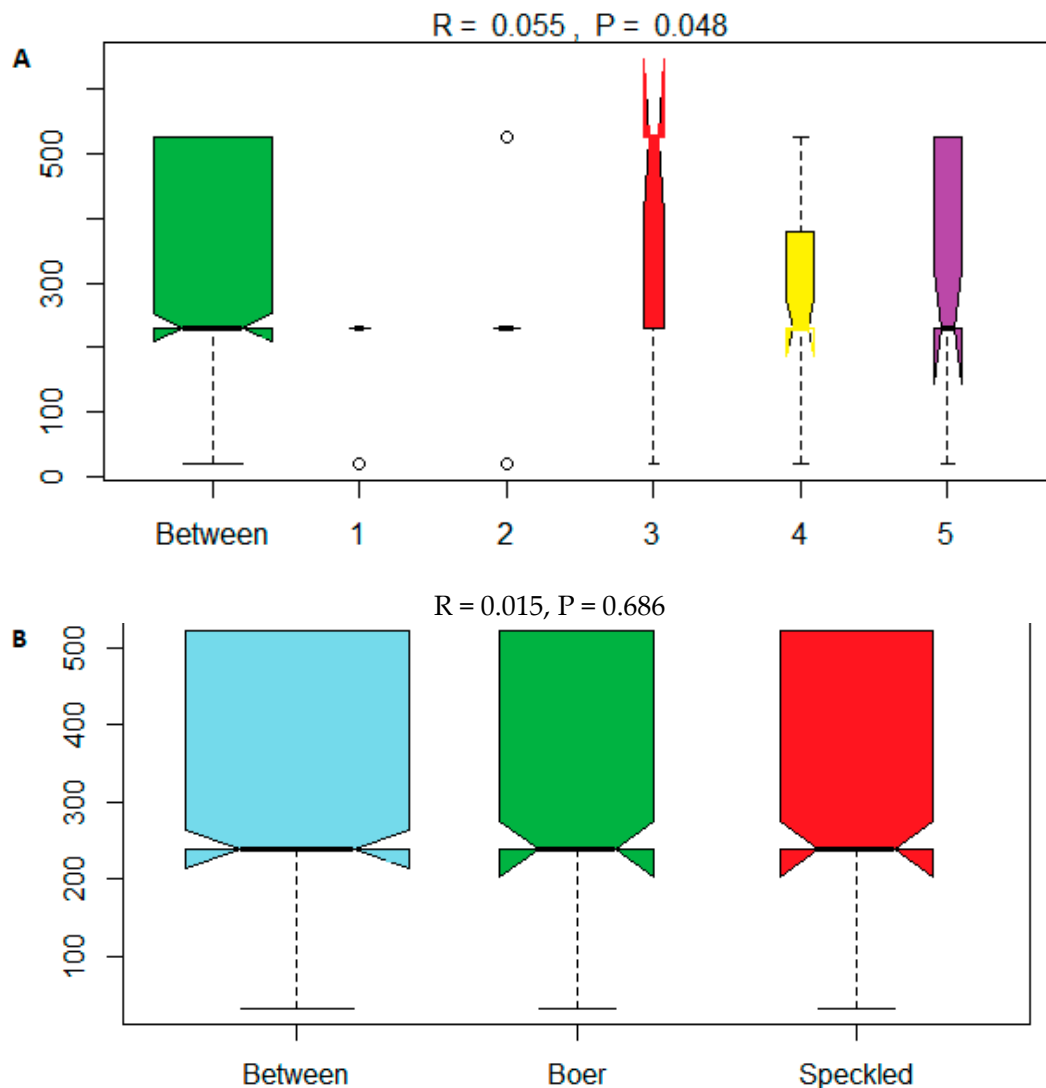 R = 0.055 , P = 0.048
A
500
300
100
0
Between 1 2 3 4 5
R = 0.015, P = 0.686
B
500
400
300
200
100
Between Boer Speckled